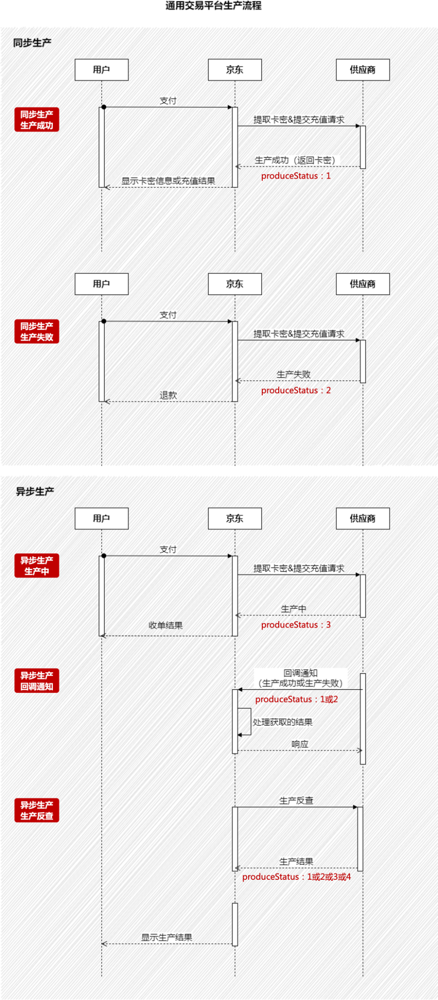 通用交易平台生产流程
同步生产
用户
京东
供应商
同步生产
生产成功
支付
提取卡密&提交充值请求
生产成功（返回卡密）
produceStatus：1
显示卡密信息或充值结果
用户
京东
供应商
同步生产
生产失败
支付
提取卡密&提交充值请求
生产失败
produceStatus：2
退款
异步生产
用户
京东
供应商
异步生产
生产中
支付
提取卡密&提交充值请求
生产中
produceStatus：3
收单结果
异步生产
回调通知
回调通知
（生产成功或生产失败）
produceStatus：1或2
处理获取的结果
响应
异步生产
生产反查
生产反查
生产结果
produceStatus：1或2或3或4
显示生产结果